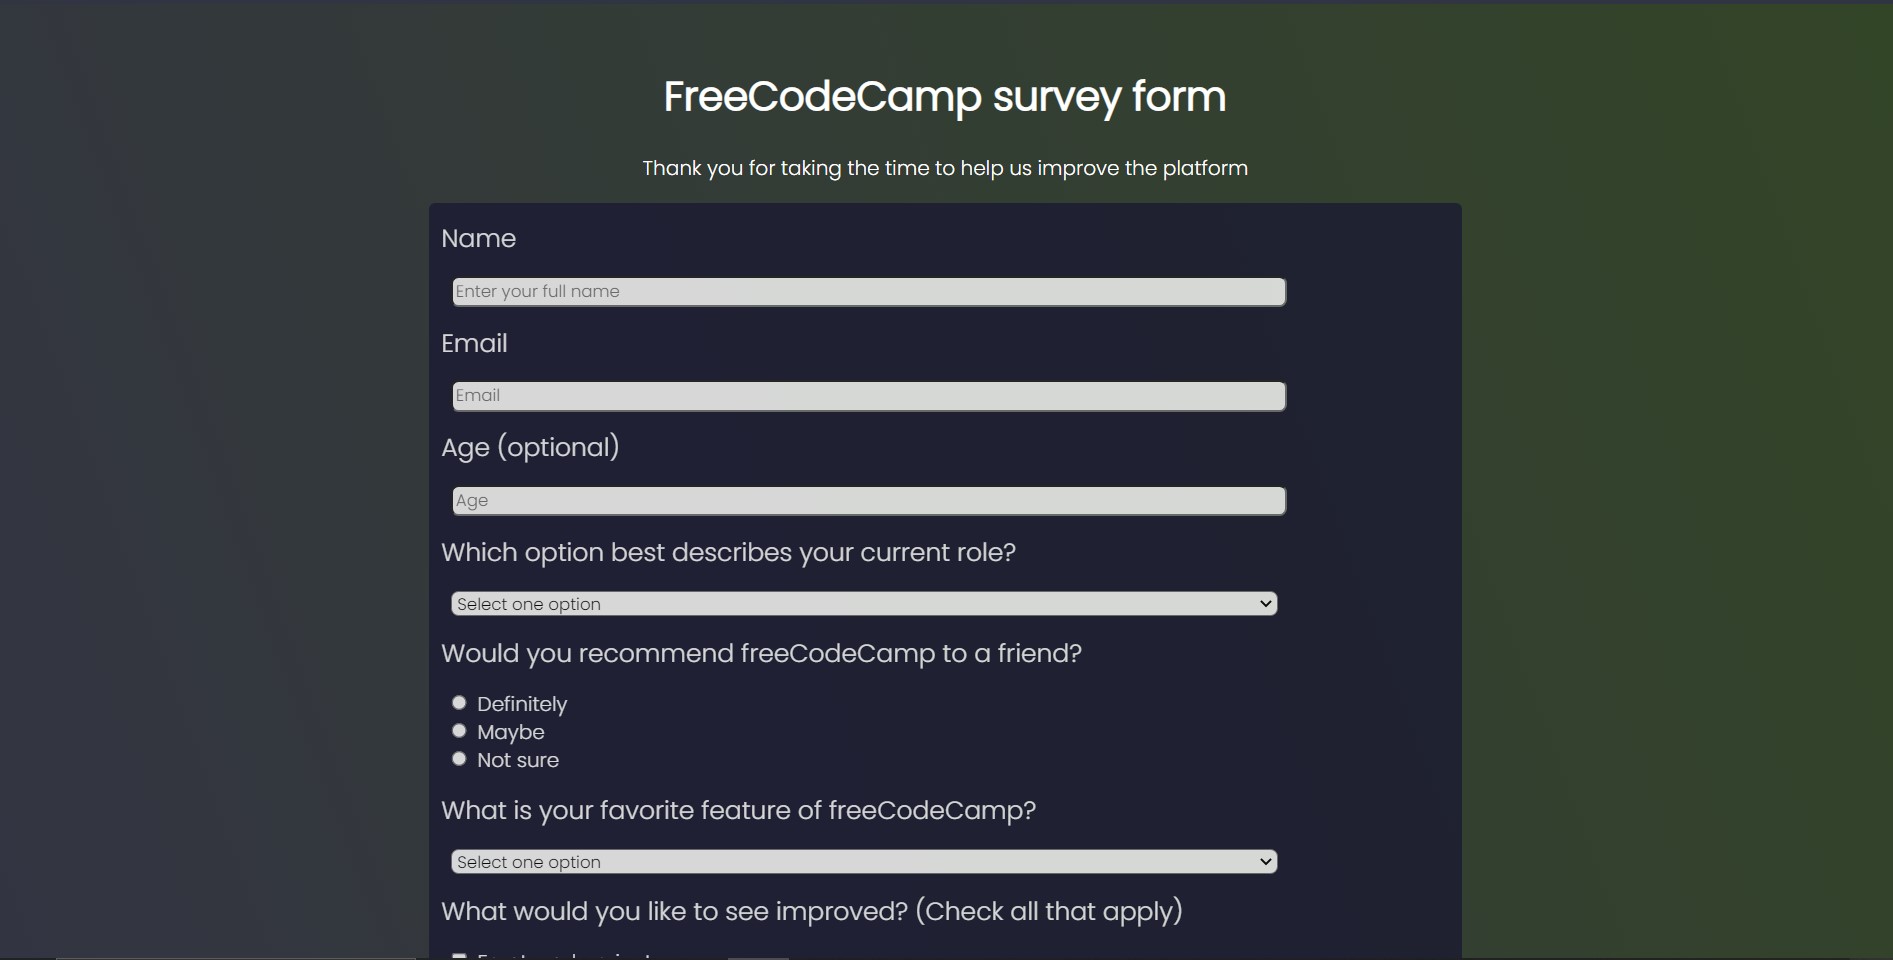 FreeCodeCamp survey form
Thank you for taking the time to help us improve the platform
Name
Enter your full name
Email
Email
Age (optional)
Age
Which option best describes your current role?
Select one option
Would you recommend freeCodeCamp to a friend?
Definitely
Maybe
Not sure
What is your favorite feature of freeCodeCamp?
Select one option
What would you like to see improved? (Check all that apply)